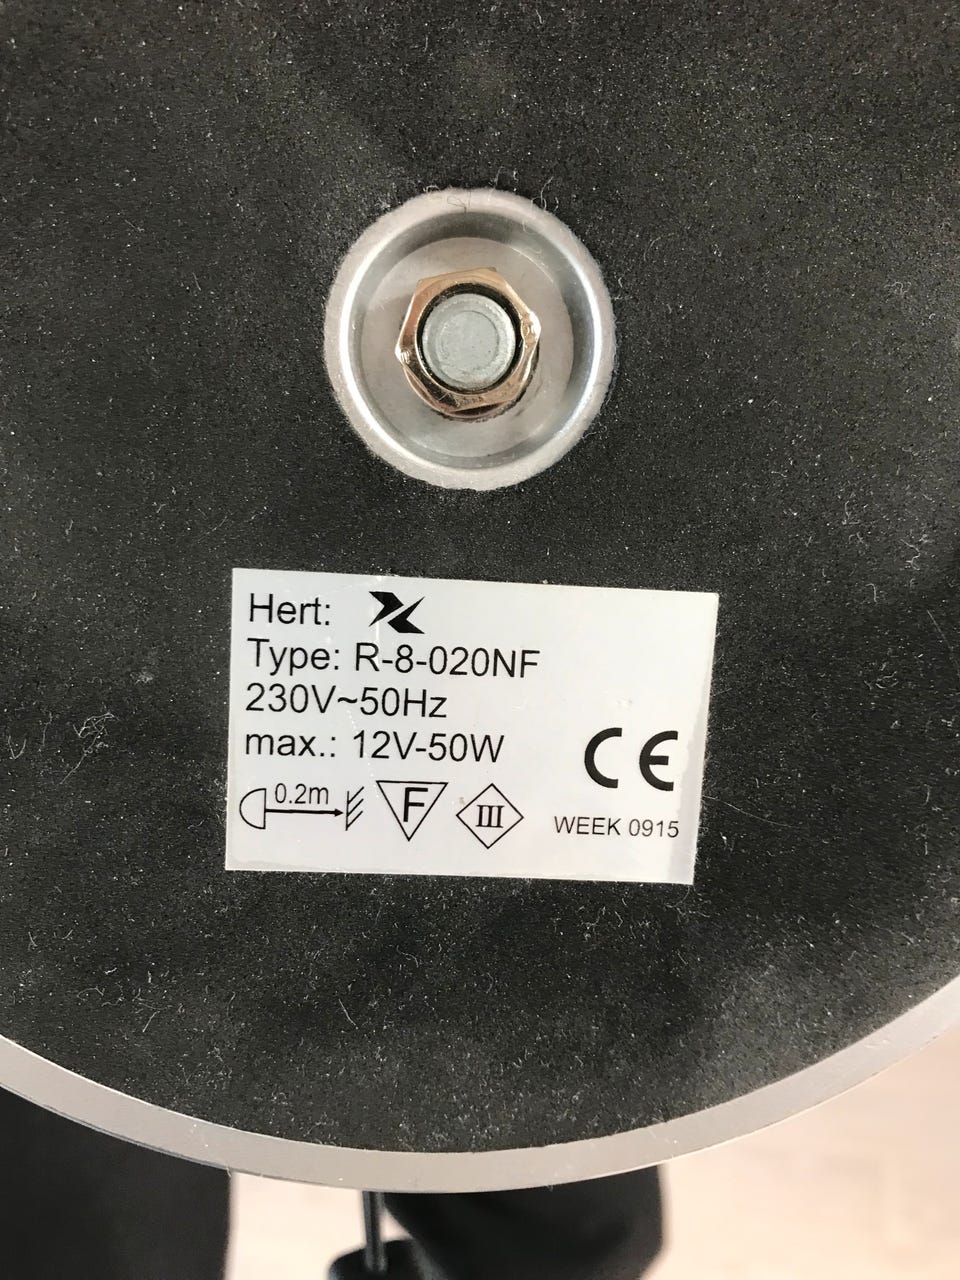 Hert:
Type: R-8-020NF
230V~50Hz
max.: 12V-50W
CE
0.2m F III
WEEK 0915